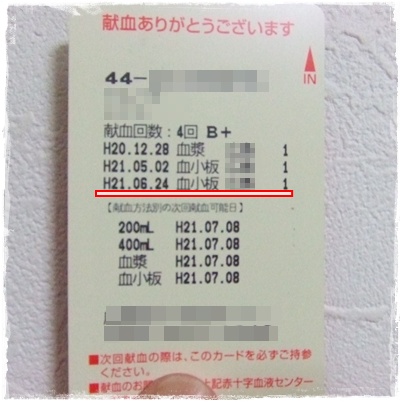 献血ありがとうございます
IN
44-
献血回数:4回 B+
H20.12.28 血漿 1
H21.05.02 血小板 1
H21.06.24 血小板 1
【献血方法別の次回献血可能日】
200mL H21.07.08
400mL H21.07.08
血漿 H21.07.08
血小板 H21.07.08
■次回献血の際は、このカードを必ずご持参
ください。
■献血のお 上記赤十字血液センター